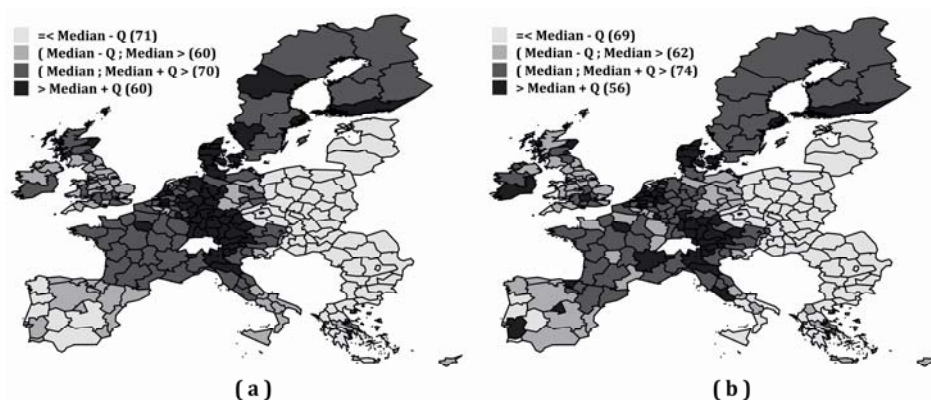 =< Median - Q (71)
( Median - Q ; Median > (60)
( Median ; Median + Q > (70)
> Median + Q (60)
( a )
=< Median - Q (69)
( Median - Q ; Median > (62)
( Median ; Median + Q > (74)
> Median + Q (56)
( b )